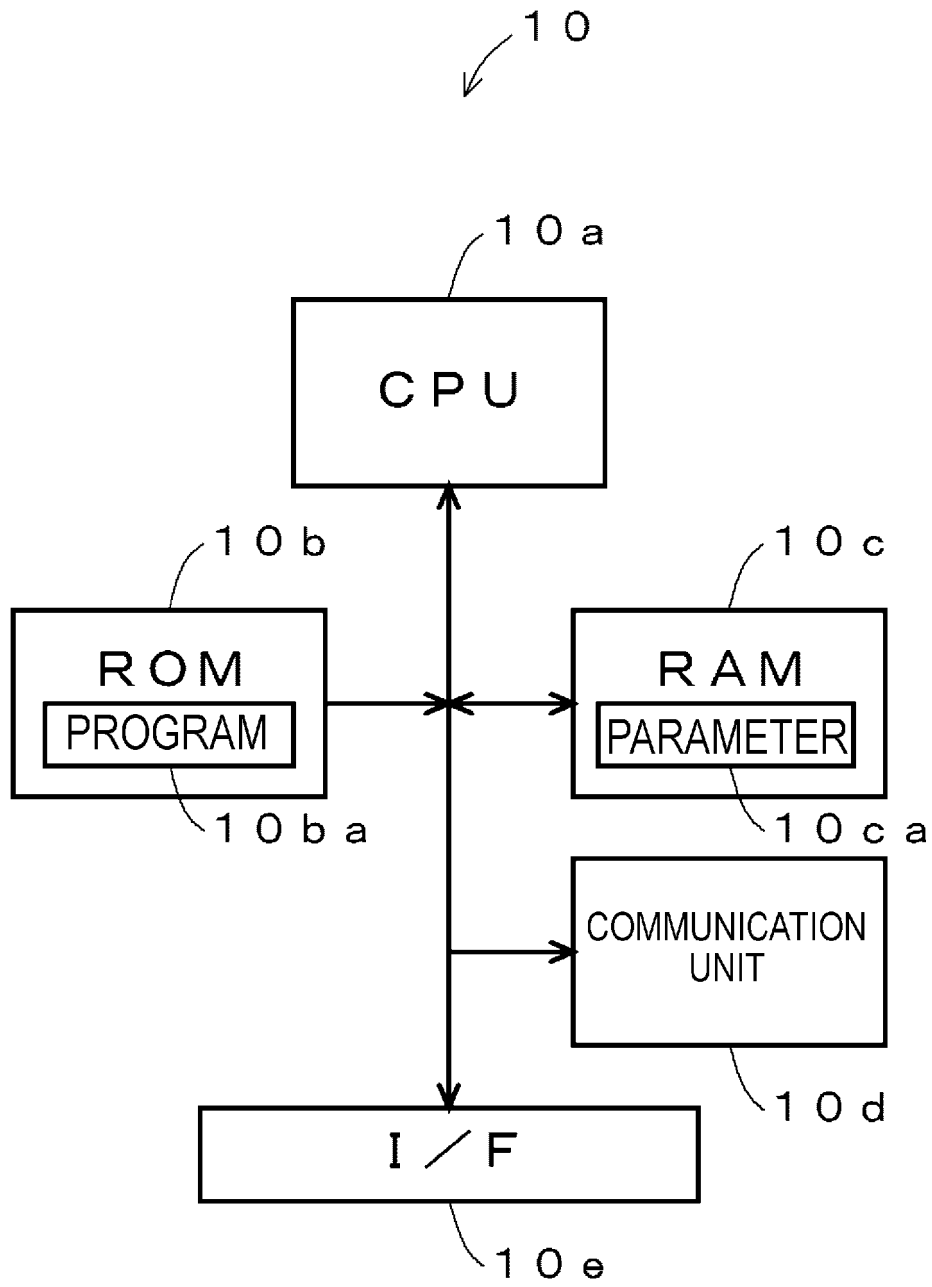 10
10a
CPU
10b
10c
ROM
RAM
PROGRAM
PARAMETER
10ba
10ca
COMMUNICATION
UNIT
10d
I/F
10e